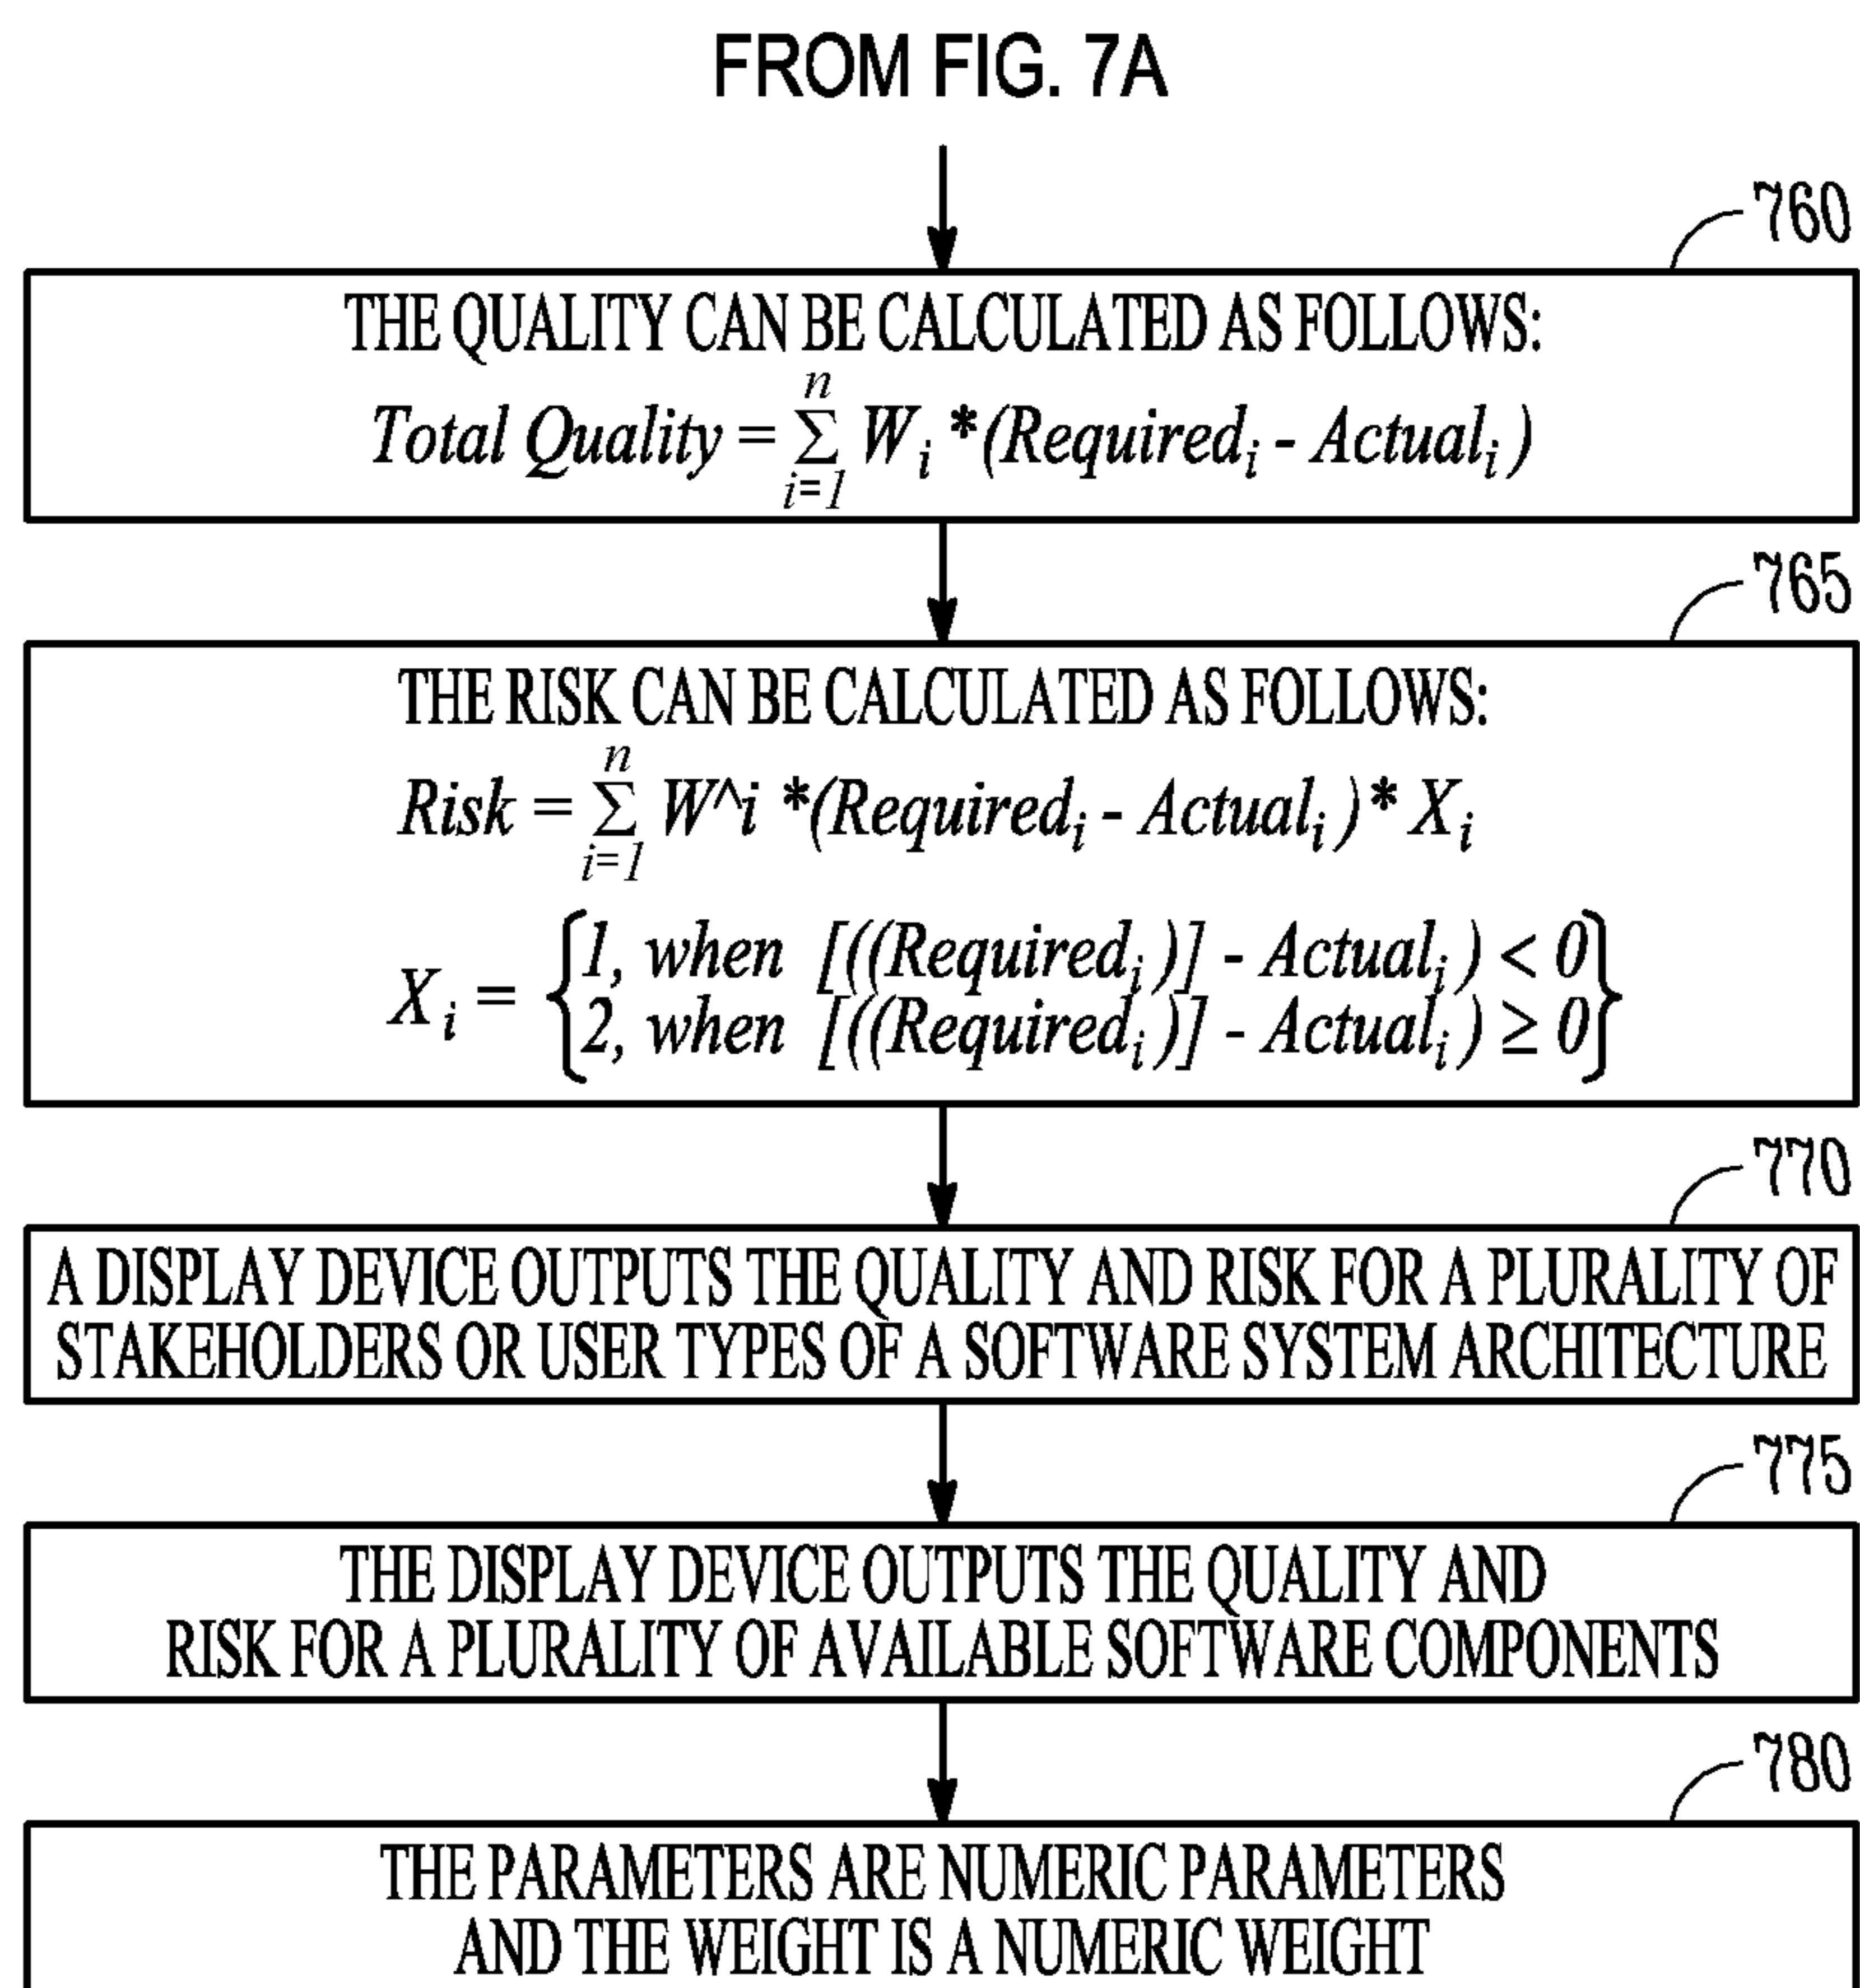 FROM FIG. 7A
760
THE QUALITY CAN BE CALCULATED AS FOLLOWS:
Total Quality = \sum_{i=1}^{n} W_i *(Required_i - Actual_i )
765
THE RISK CAN BE CALCULATED AS FOLLOWS:
Risk = \sum_{i=1}^{n} W^i *(Required_i - Actual_i )* X_i
X_i = {1, when [((Required_i )] - Actual_i ) < 0
2, when [((Required_i )] - Actual_i ) ≥ 0}
770
A DISPLAY DEVICE OUTPUTS THE QUALITY AND RISK FOR A PLURALITY OF
STAKEHOLDERS OR USER TYPES OF A SOFTWARE SYSTEM ARCHITECTURE
775
THE DISPLAY DEVICE OUTPUTS THE QUALITY AND
RISK FOR A PLURALITY OF AVAILABLE SOFTWARE COMPONENTS
780
THE PARAMETERS ARE NUMERIC PARAMETERS
AND THE WEIGHT IS A NUMERIC WEIGHT